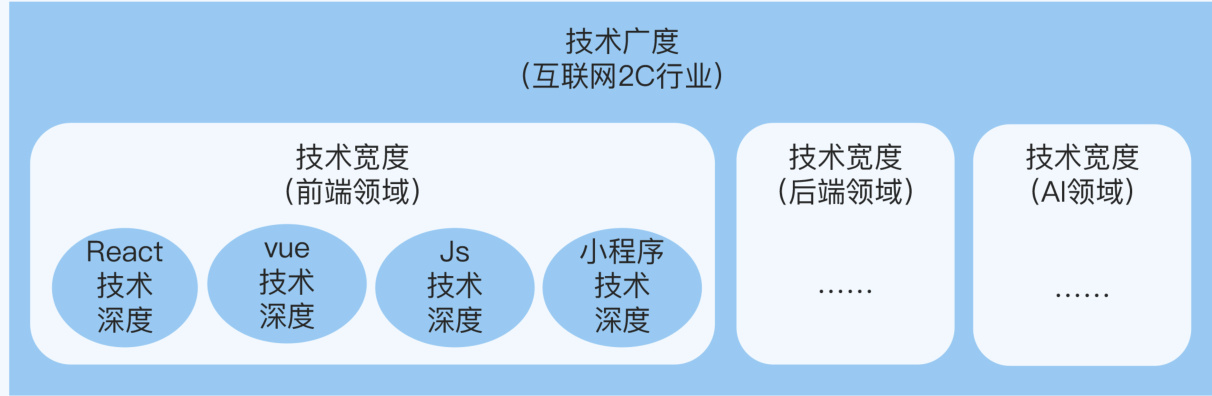 技术广度
（互联网2C行业）
技术宽度
（前端领域）
React
技术
深度
vue
技术
深度
Js
技术
深度
小程序
技术
深度
技术宽度
（后端领域）
……
技术宽度
（AI领域）
……